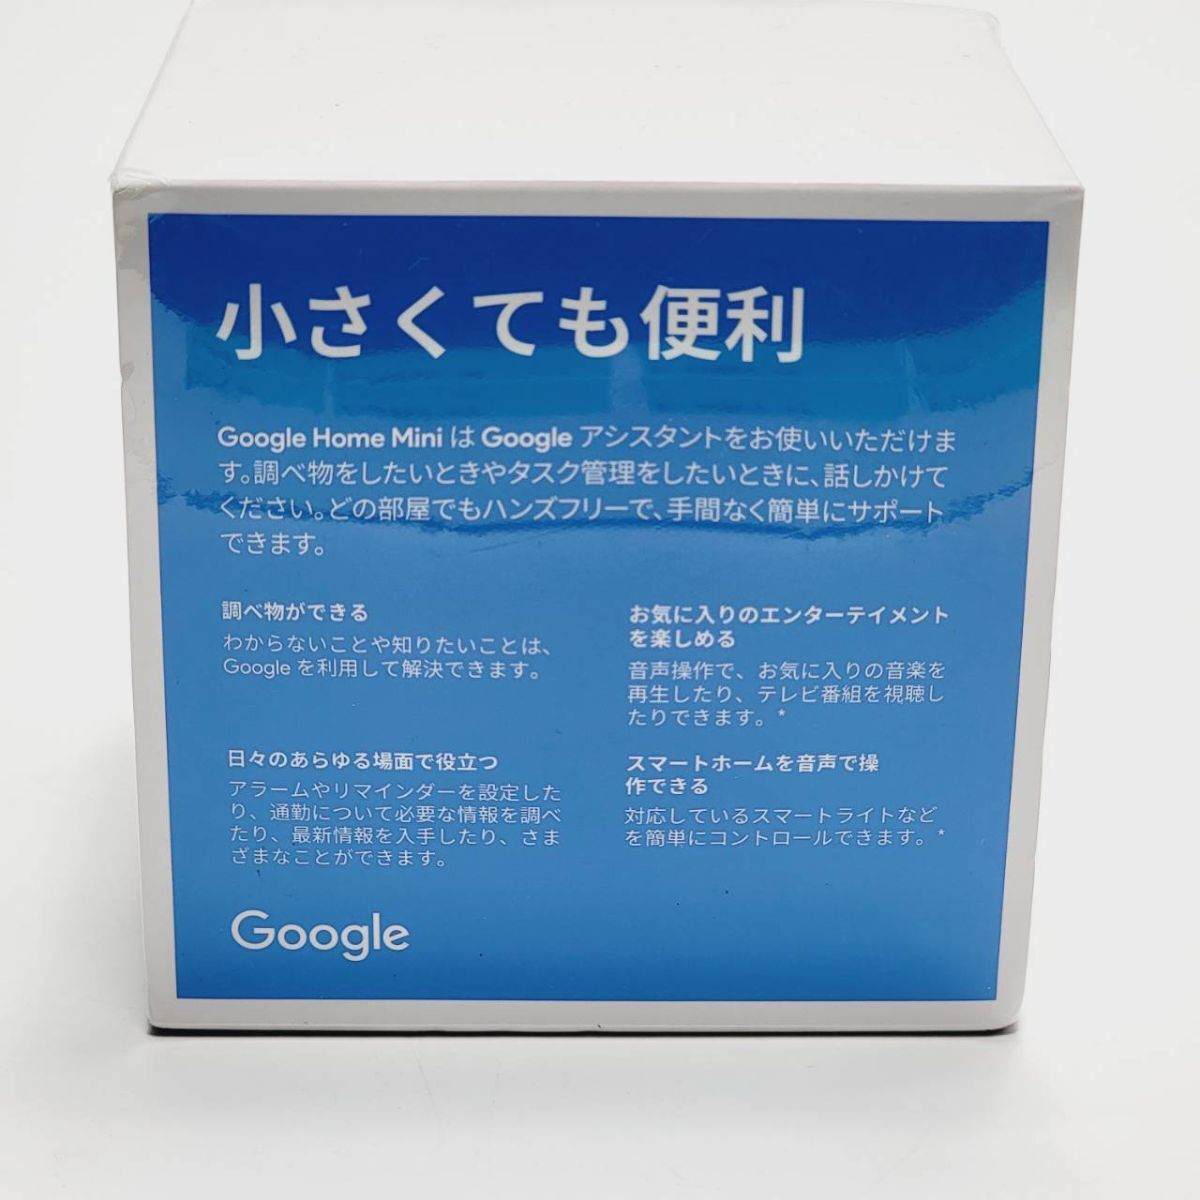 小さくても便利
Google Home Mini は Google アシスタントをお使いいただけま
す。調べ物をしたいときやタスク管理をしたいときに、話しかけて
ください。どの部屋でもハンズフリーで、手間なく簡単にサポート
できます。
調べ物ができる
わからないことや知りたいことは、
Google を利用して解決できます。
お気に入りのエンターテイメント
を楽しめる
音声操作で、お気に入りの音楽を
再生したり、テレビ番組を視聴し
たりできます。*
日々のあらゆる場面で役立つ
アラームやリマインダーを設定した
り、通勤について必要な情報を調べ
たり、最新情報を入手したり、さま
ざまなことができます。
スマートホームを音声で操
作できる
対応しているスマートライトなど
を簡単にコントロールできます。*
Google